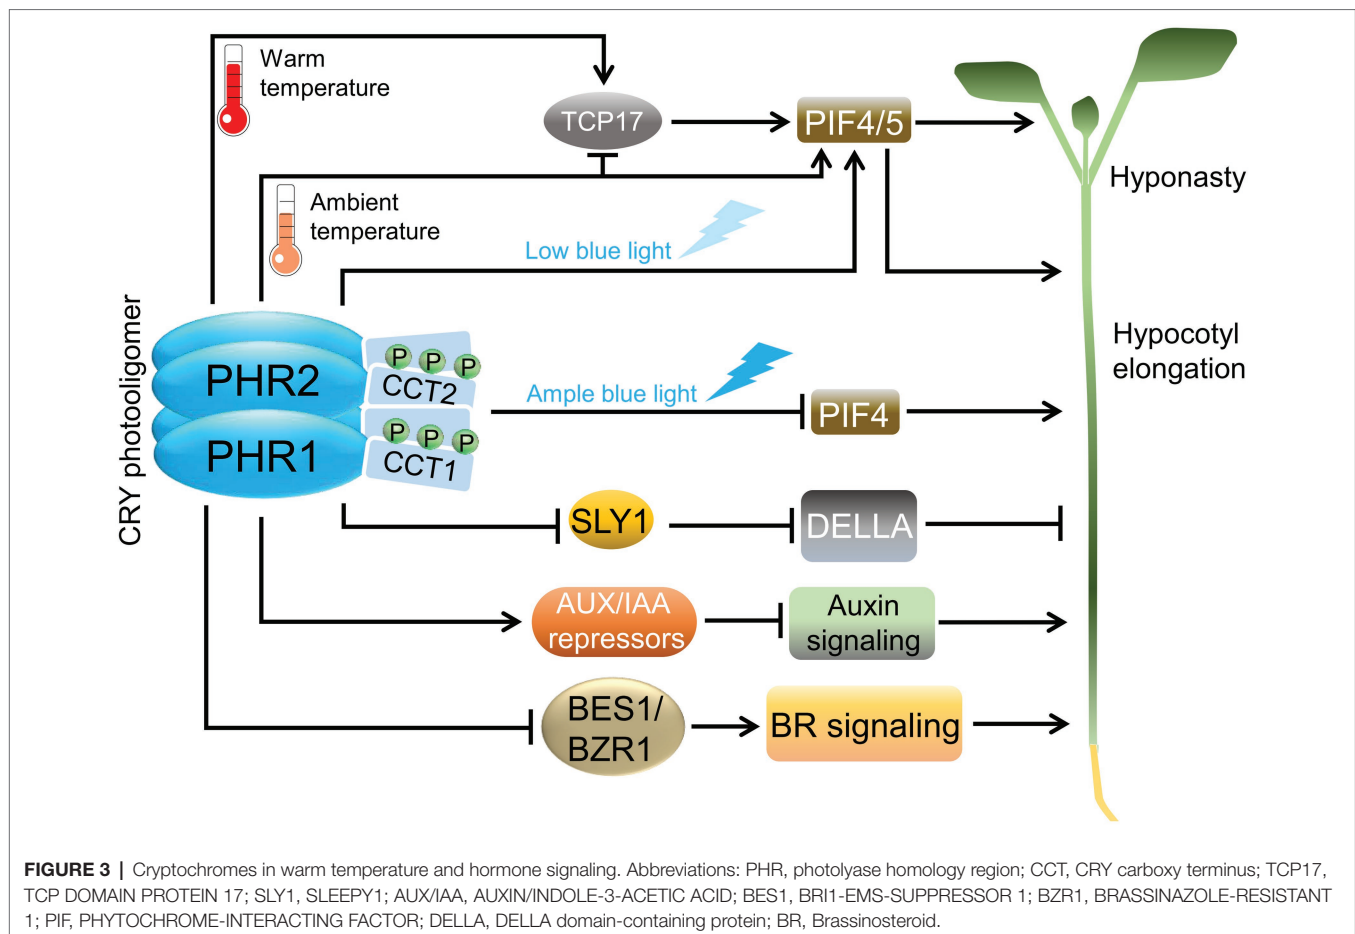 Warm
temperature
TCP17
PIF4/5
Hyponasty
Ambient
temperature
Low blue light
CRY photooligomer
PHR2
P P P
CCT2
Ample blue light
PIF4
Hypocotyl
elongation
PHR1
P P P
CCT1
SLY1
DELLA
AUX/IAA
repressors
Auxin
signaling
BES1/
BZR1
BR signaling
FIGURE 3 | Cryptochromes in warm temperature and hormone signaling. Abbreviations: PHR, photolyase homology region; CCT, CRY carboxy terminus; TCP17,
TCP DOMAIN PROTEIN 17; SLY1, SLEEPY1; AUX/IAA, AUXIN/INDOLE-3-ACETIC ACID; BES1, BRI1-EMS-SUPPRESSOR 1; BZR1, BRASSINAZOLE-RESISTANT
1; PIF, PHYTOCHROME-INTERACTING FACTOR; DELLA, DELLA domain-containing protein; BR, Brassinosteroid.